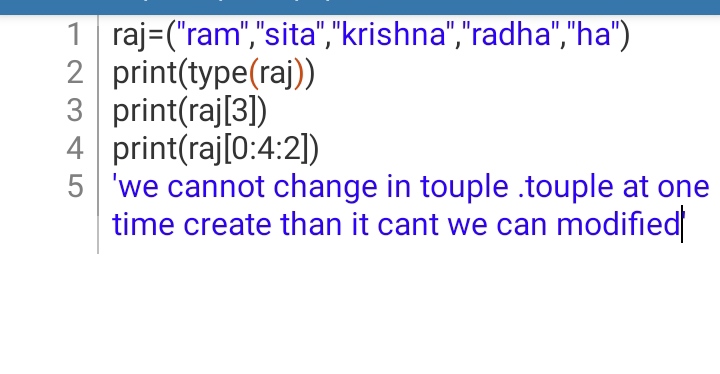 1 raj=("ram","sita","krishna","radha","ha")
2 print(type(raj))
3 print(raj[3])
4 print(raj[0:4:2])
5 'we cannot change in touple .touple at one
time create than it cant we can modified'